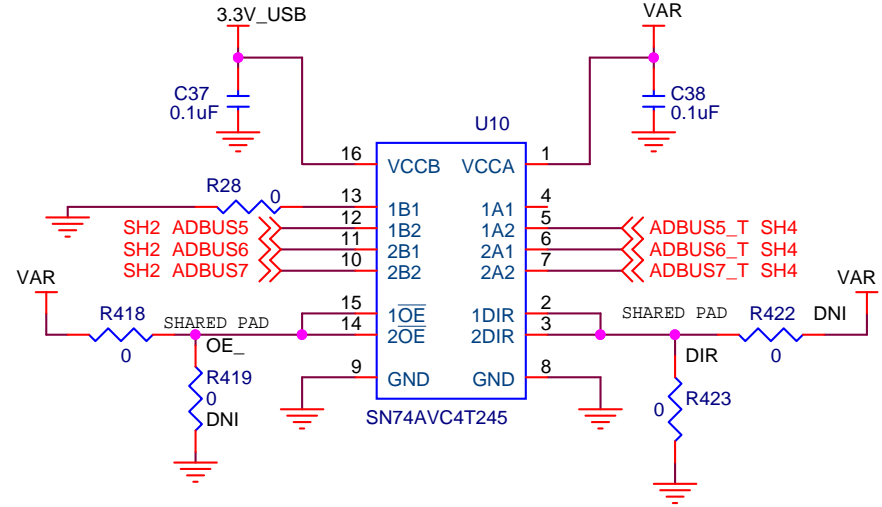 3.3V_USB
VAR
C37
0.1uF
C38
0.1uF
U10
16 VCCB VCCA 1
R28 0 13 1B1 1A1 4
SH2 ADBUS5 12 1B2 1A2 5 ADBUS5_T SH4
SH2 ADBUS6 11 2B1 2A1 6 ADBUS6_T SH4
SH2 ADBUS7 10 2B2 2A2 7 ADBUS7_T SH4
VAR
VAR
15 1OE 1DIR 2
R418 SHARED PAD 14 2OE 2DIR 3 SHARED PAD R422 DNI
0 OE_ DIR 0
R419
0
DNI
9 GND GND 8
0 R423
SN74AVC4T245